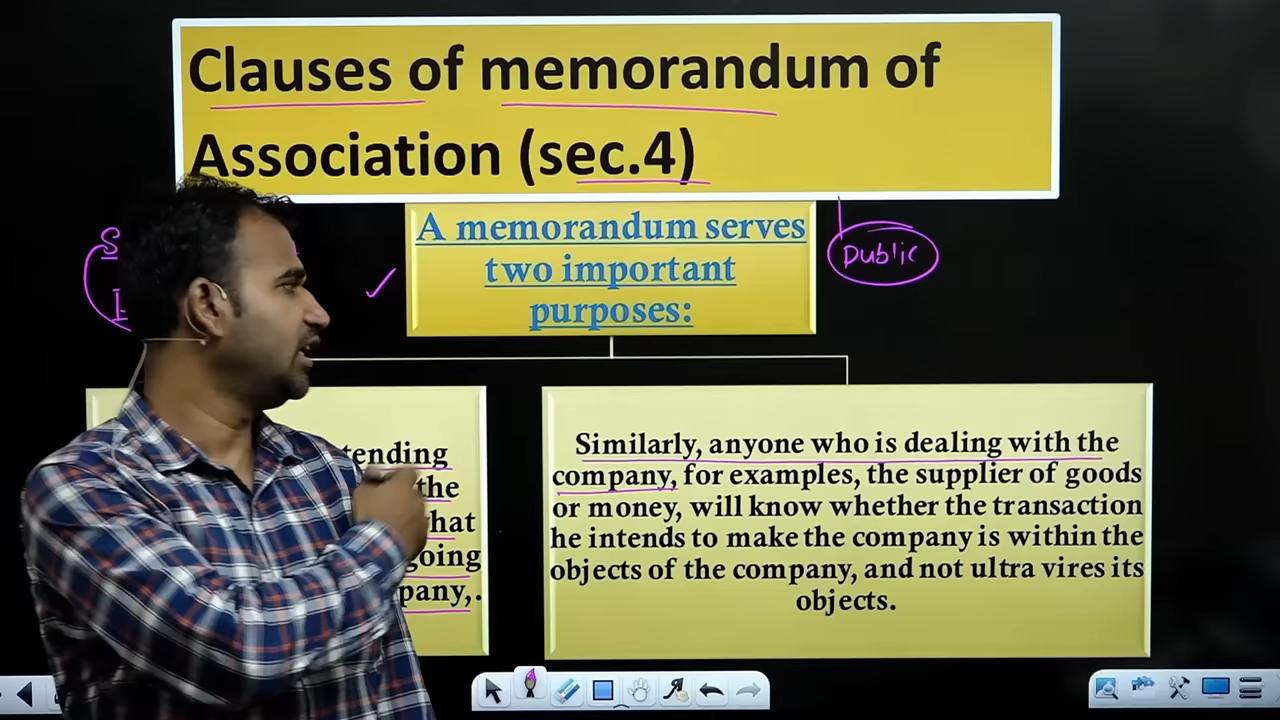 Clauses of memorandum of
Association (sec.4)
A memorandum serves
two important
purposes:
public
S
I
tending
the
hat
going
pany,.
Similarly, anyone who is dealing with the
company, for examples, the supplier of goods
or money, will know whether the transaction
he intends to make the company is within the
objects of the company, and not ultra vires its
objects.